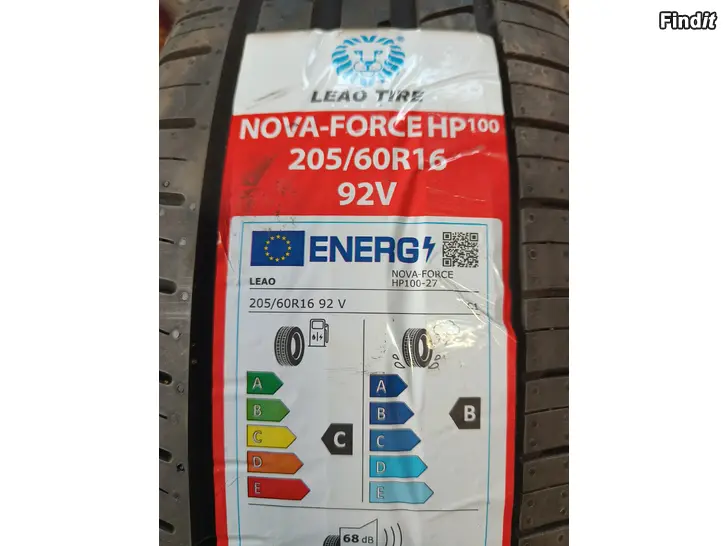 Findit
LEAO TIRE
NOVA-FORCE HP100
205/60R16
92V
ENERG
LEAO
NOVA-FORCE
HP100-27
205/60R16 92 V
C1
A
B
C
D
E
C
A
B
C
D
E
B
68 dB